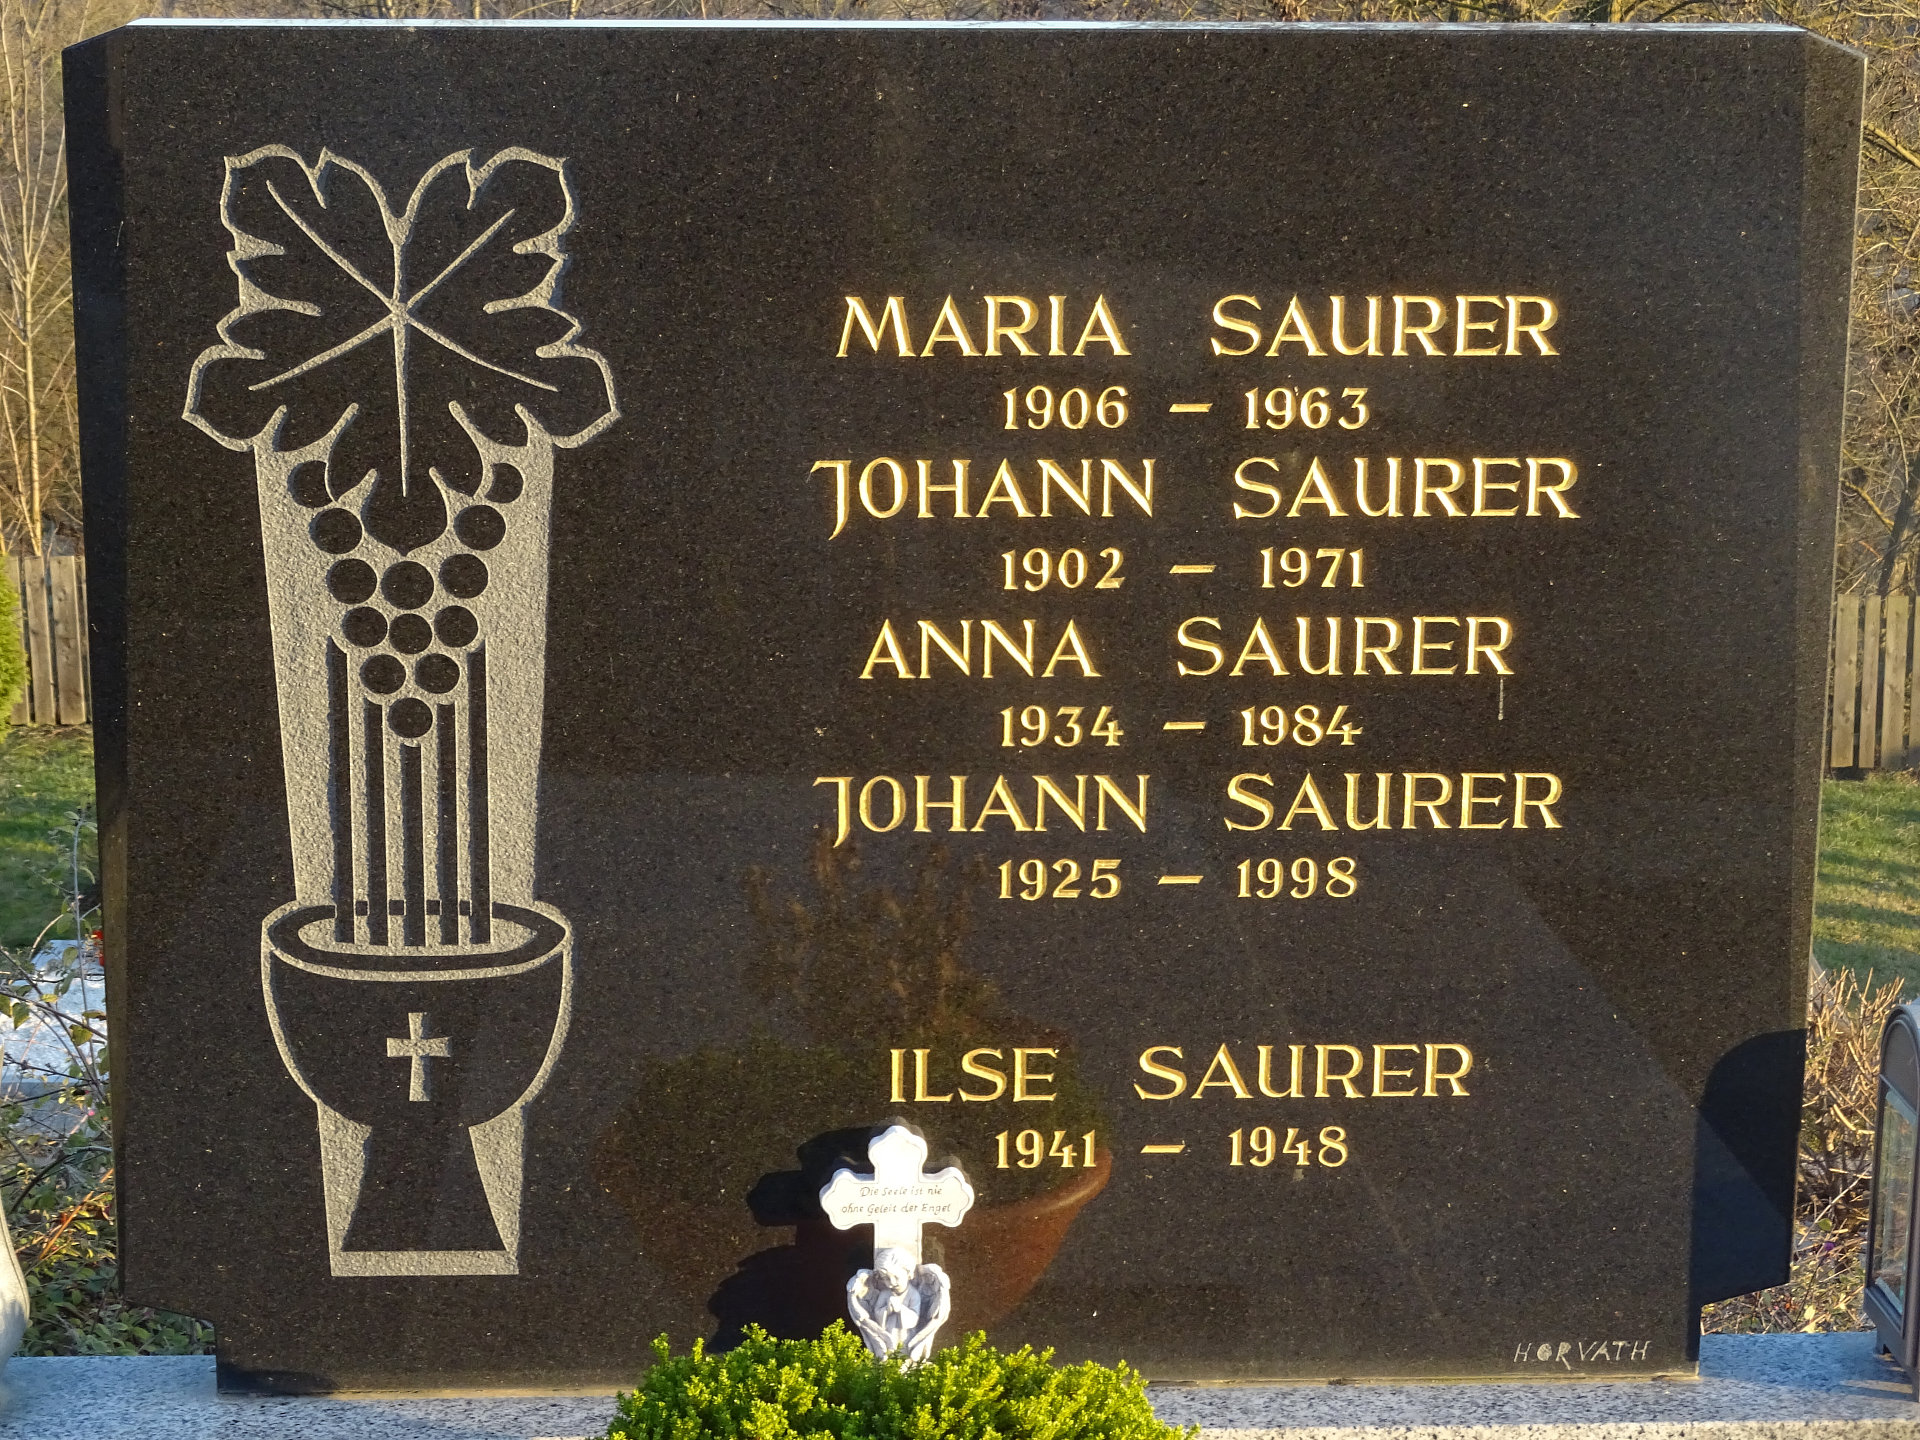 MARIA SAURER
1906 – 1963
JOHANN SAURER
1902 – 1971
ANNA SAURER
1934 – 1984
JOHANN SAURER
1925 – 1998
ILSE SAURER
1941 – 1948
Die Seele ist nie
ohne Geleit der Engel
HORVATH